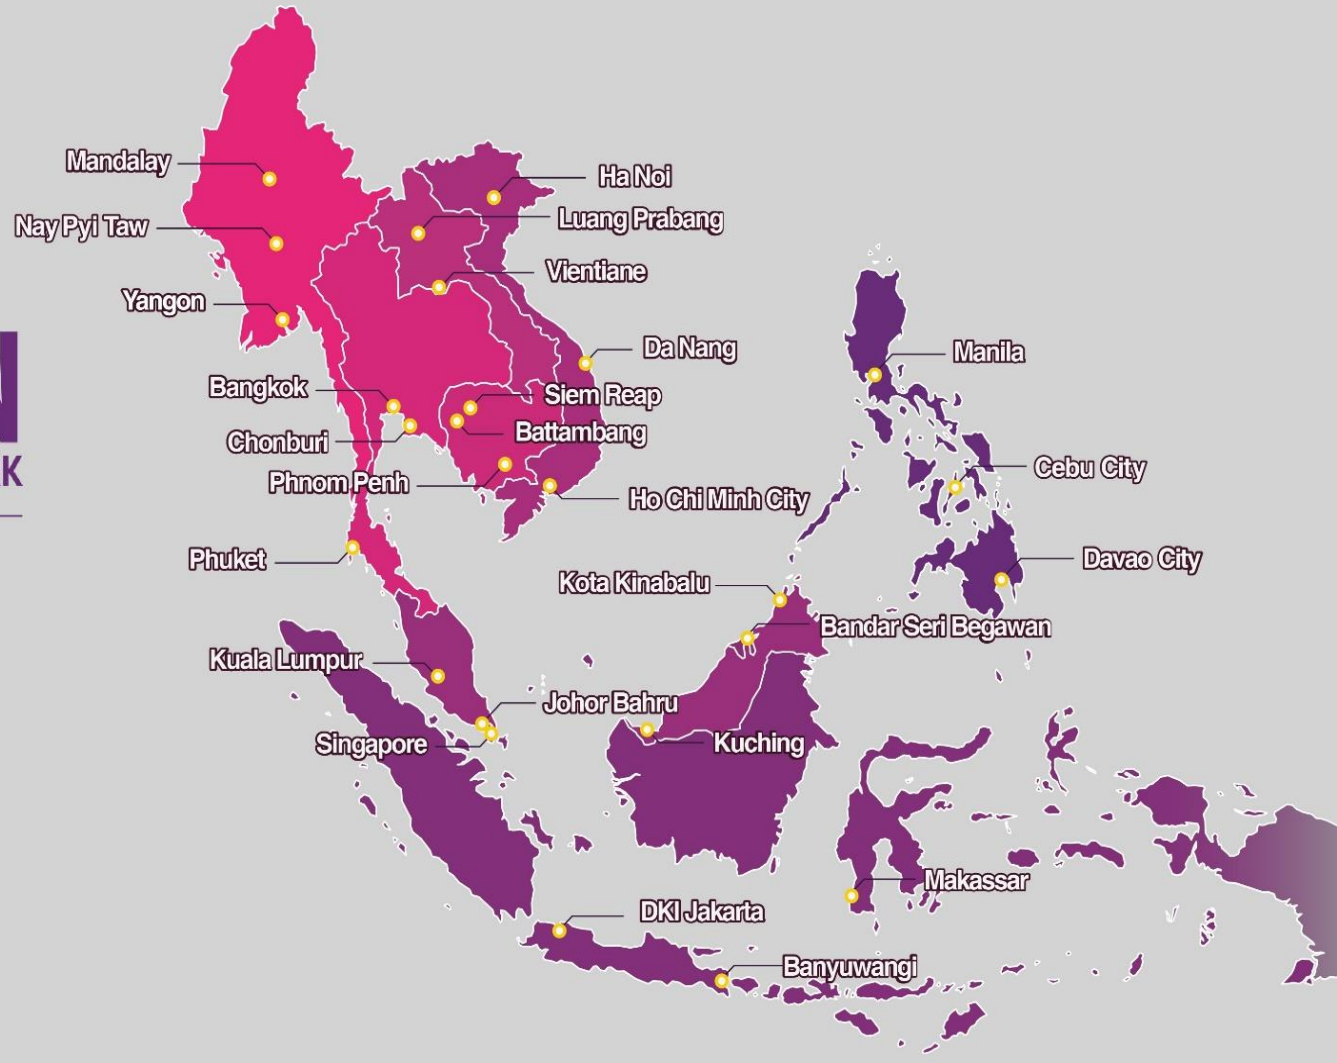 Mandalay
Ha Noi
Nay Pyi Taw
Luang Prabang
Vientiane
Yangon
Da Nang
Manila
Bangkok
Siem Reap
Chonburi
Battambang
Cebu City
Phnom Penh
Ho Chi Minh City
Phuket
Davao City
Kota Kinabalu
Bandar Seri Begawan
Kuala Lumpur
Johor Bahru
Singapore
Kuching
Makassar
DKI Jakarta
Banyuwangi